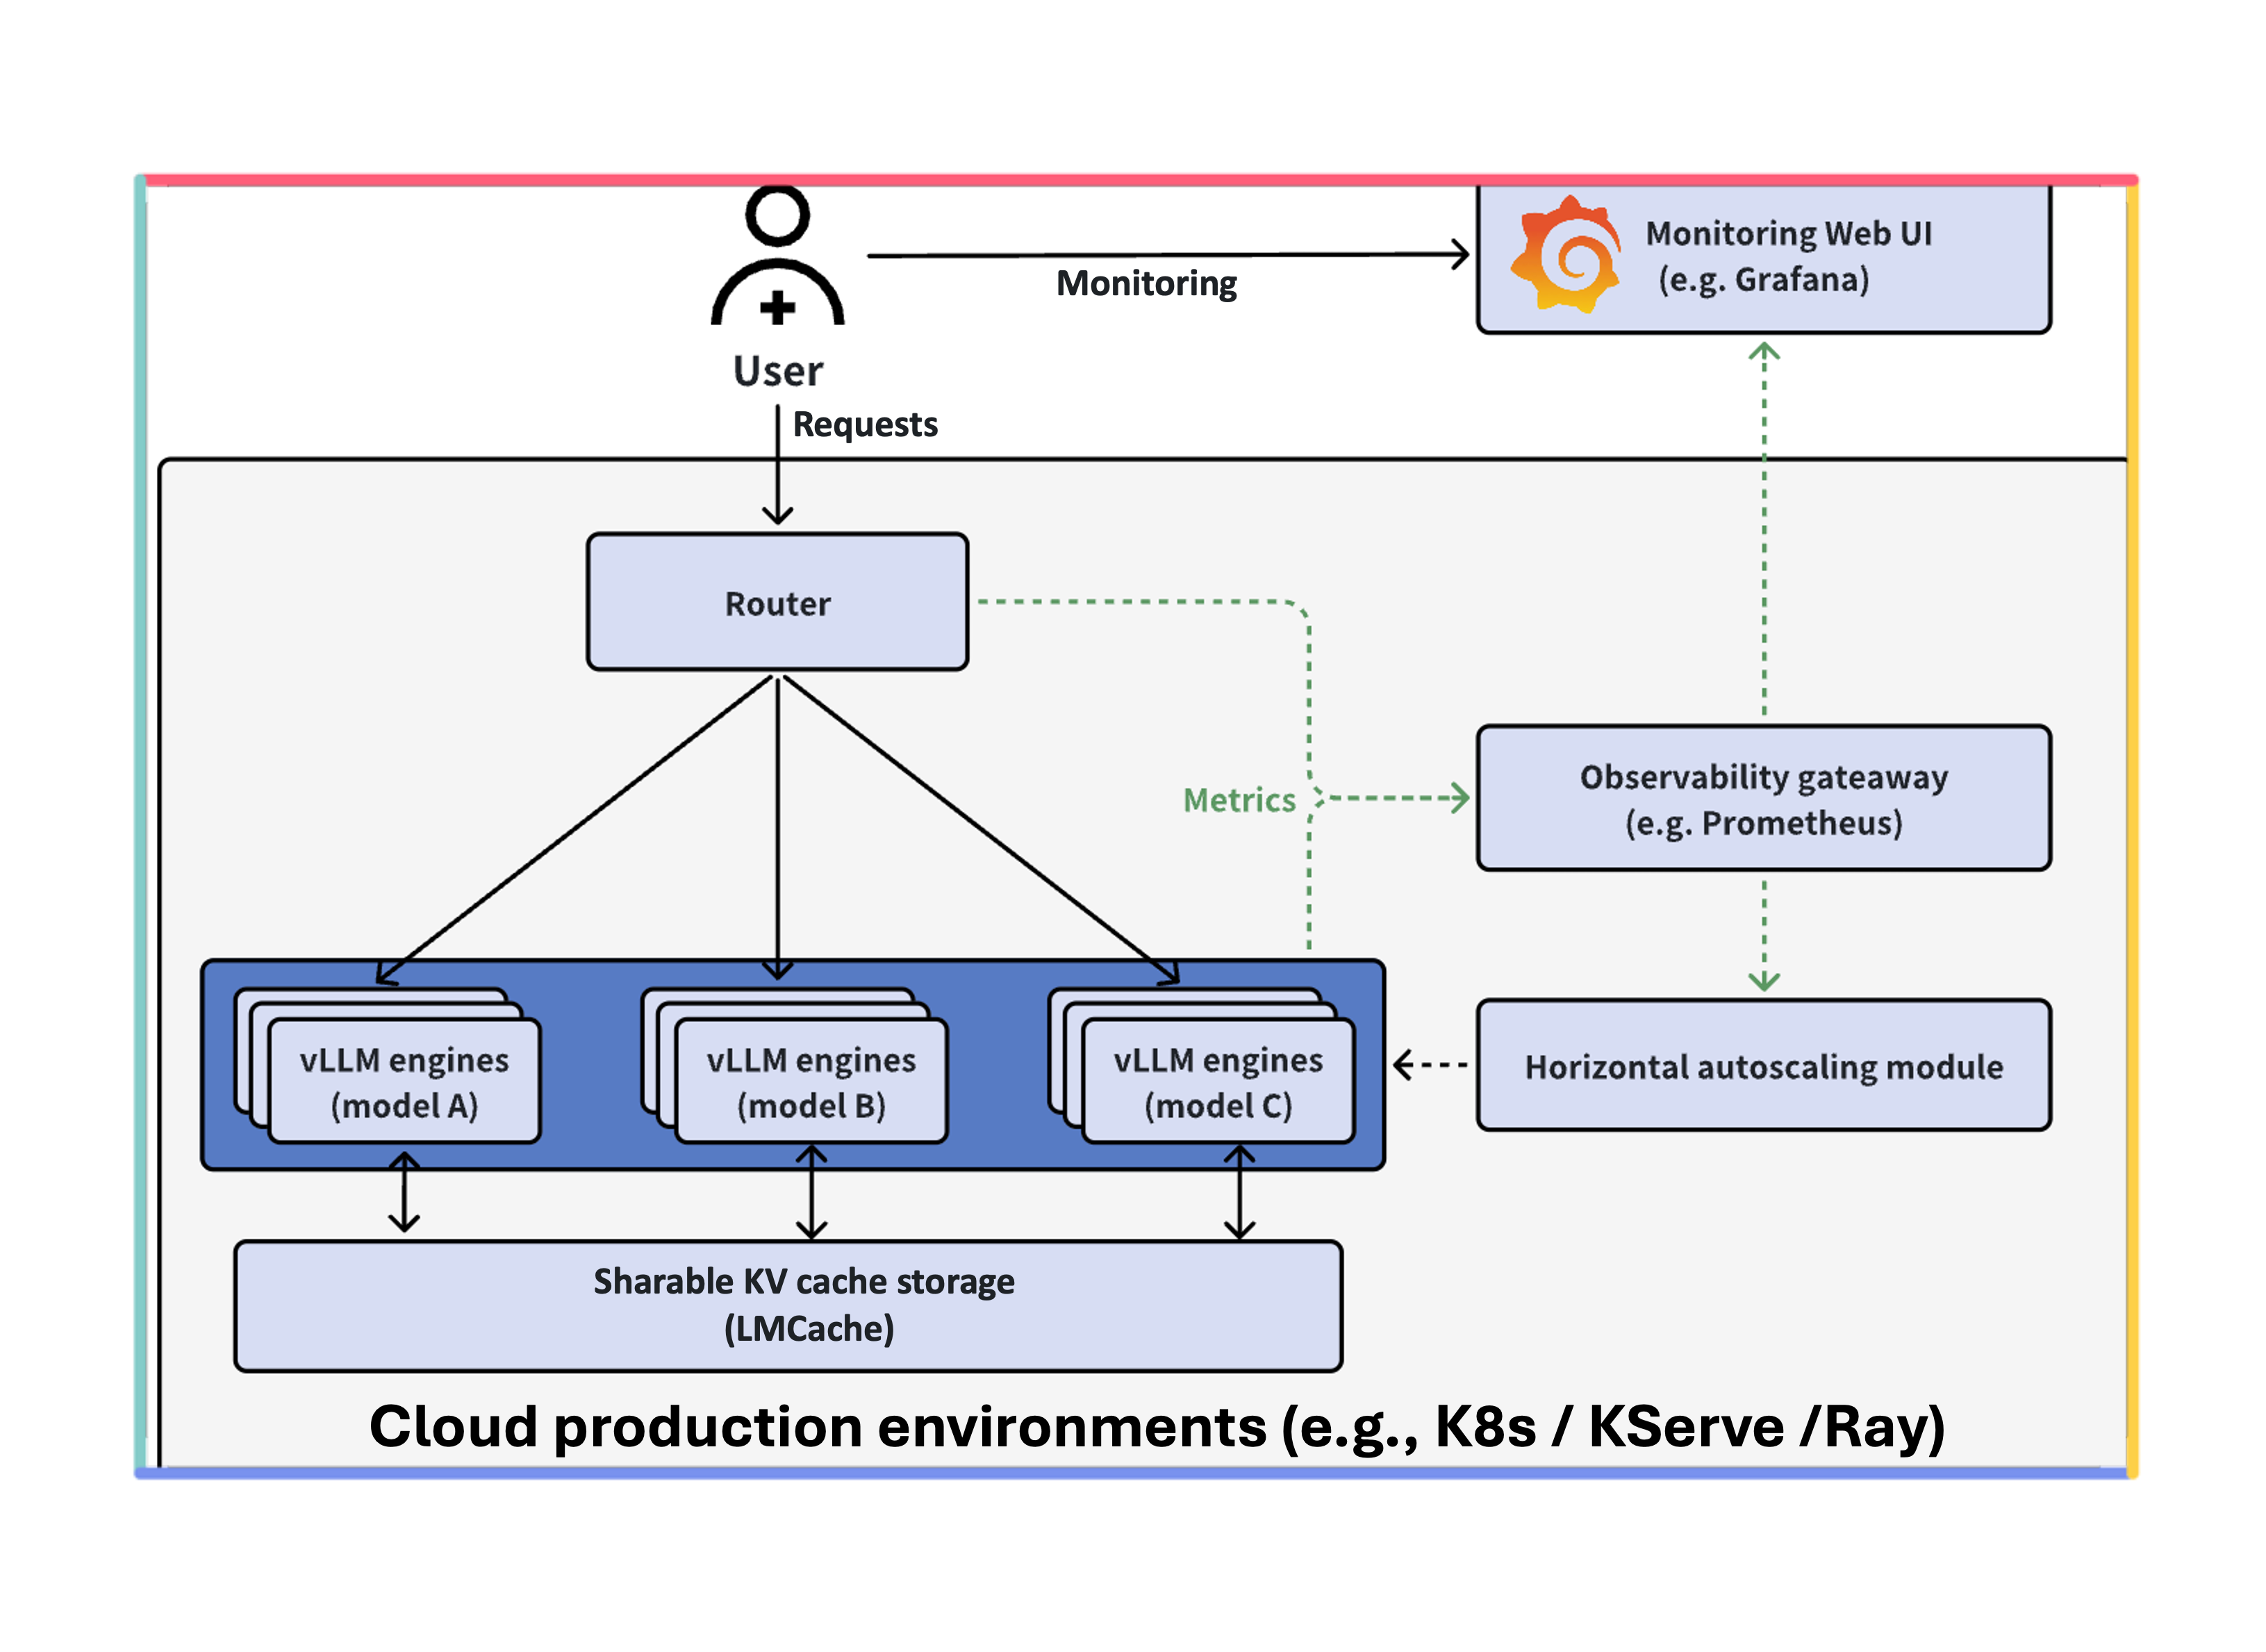 Monitoring Web UI
(e.g. Grafana)
Monitoring
User
Requests
Router
Metrics
Observability gateaway
(e.g. Prometheus)
vLLM engines
(model A)
vLLM engines
(model B)
vLLM engines
(model C)
Horizontal autoscaling module
Sharable KV cache storage
(LMCache)
Cloud production environments (e.g., K8s / KServe /Ray)